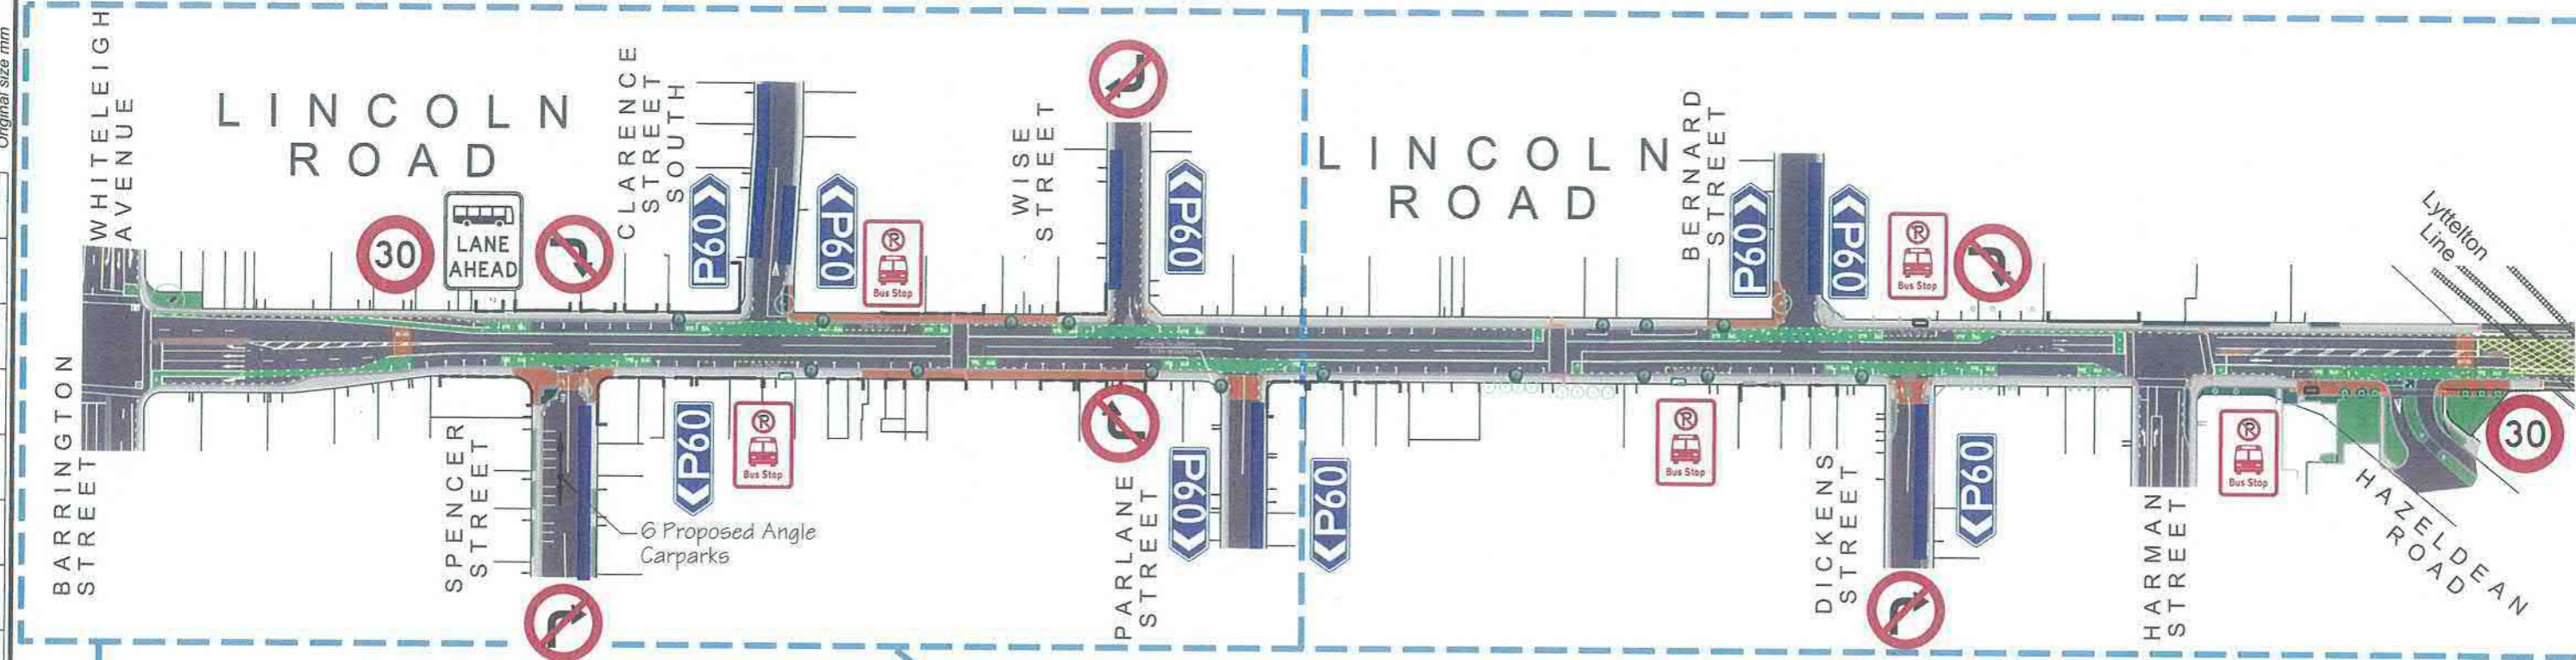 Original size mm
WHITELEIGH
AVENUE
LINCOLN
ROAD
30
LANE
AHEAD
CLARENCE
STREET
SOUTH
P60
P60
P
Bus Stop
WISE
STREET
P60
LINCOLN
ROAD
BERNARD
STREET
P60
P60
P
Bus Stop
Lyttelton
Line
BARRINGTON
STREET
SPENCER
STREET
6 Proposed Angle
Carparks
P60
P
Bus Stop
PARLANE
STREET
P60
P60
P
Bus Stop
DICKENS
STREET
P60
HARMAN
STREET
P
Bus Stop
HAZELDEAN
ROAD
30